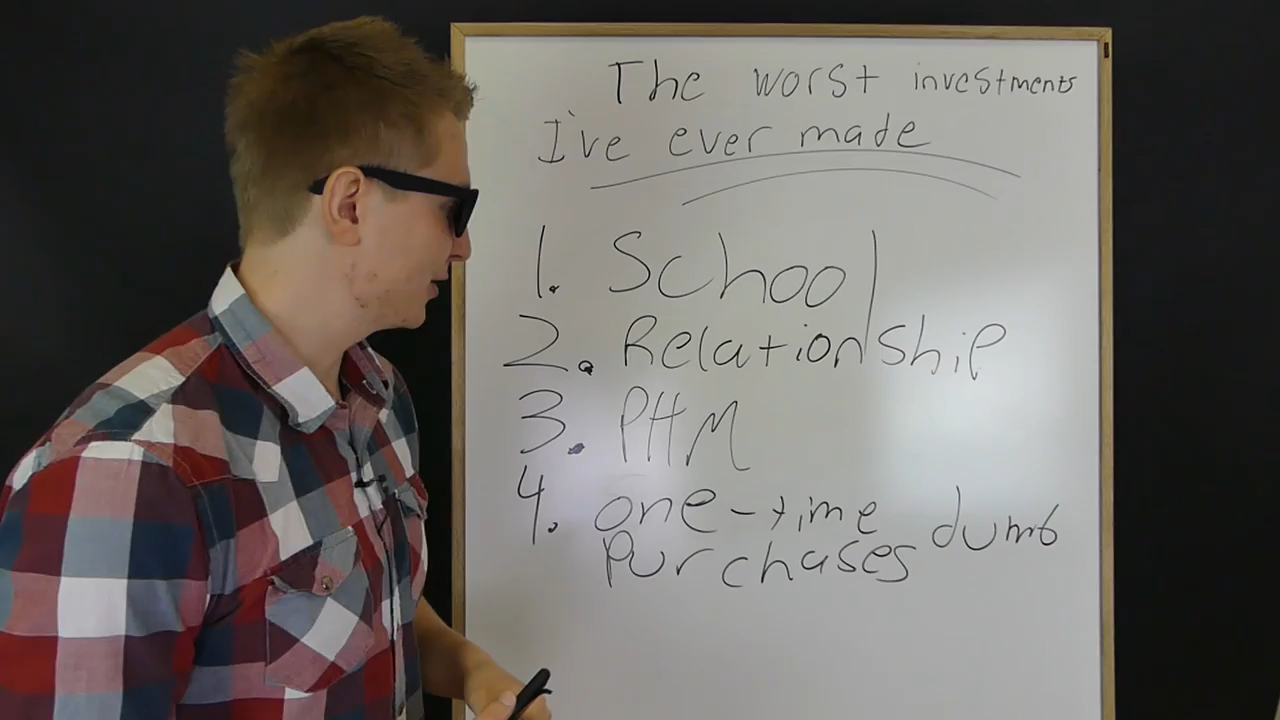 The worst investments
I've ever made
1. School
2. Relationship
3. PHM
4. one-time dumb
purchases